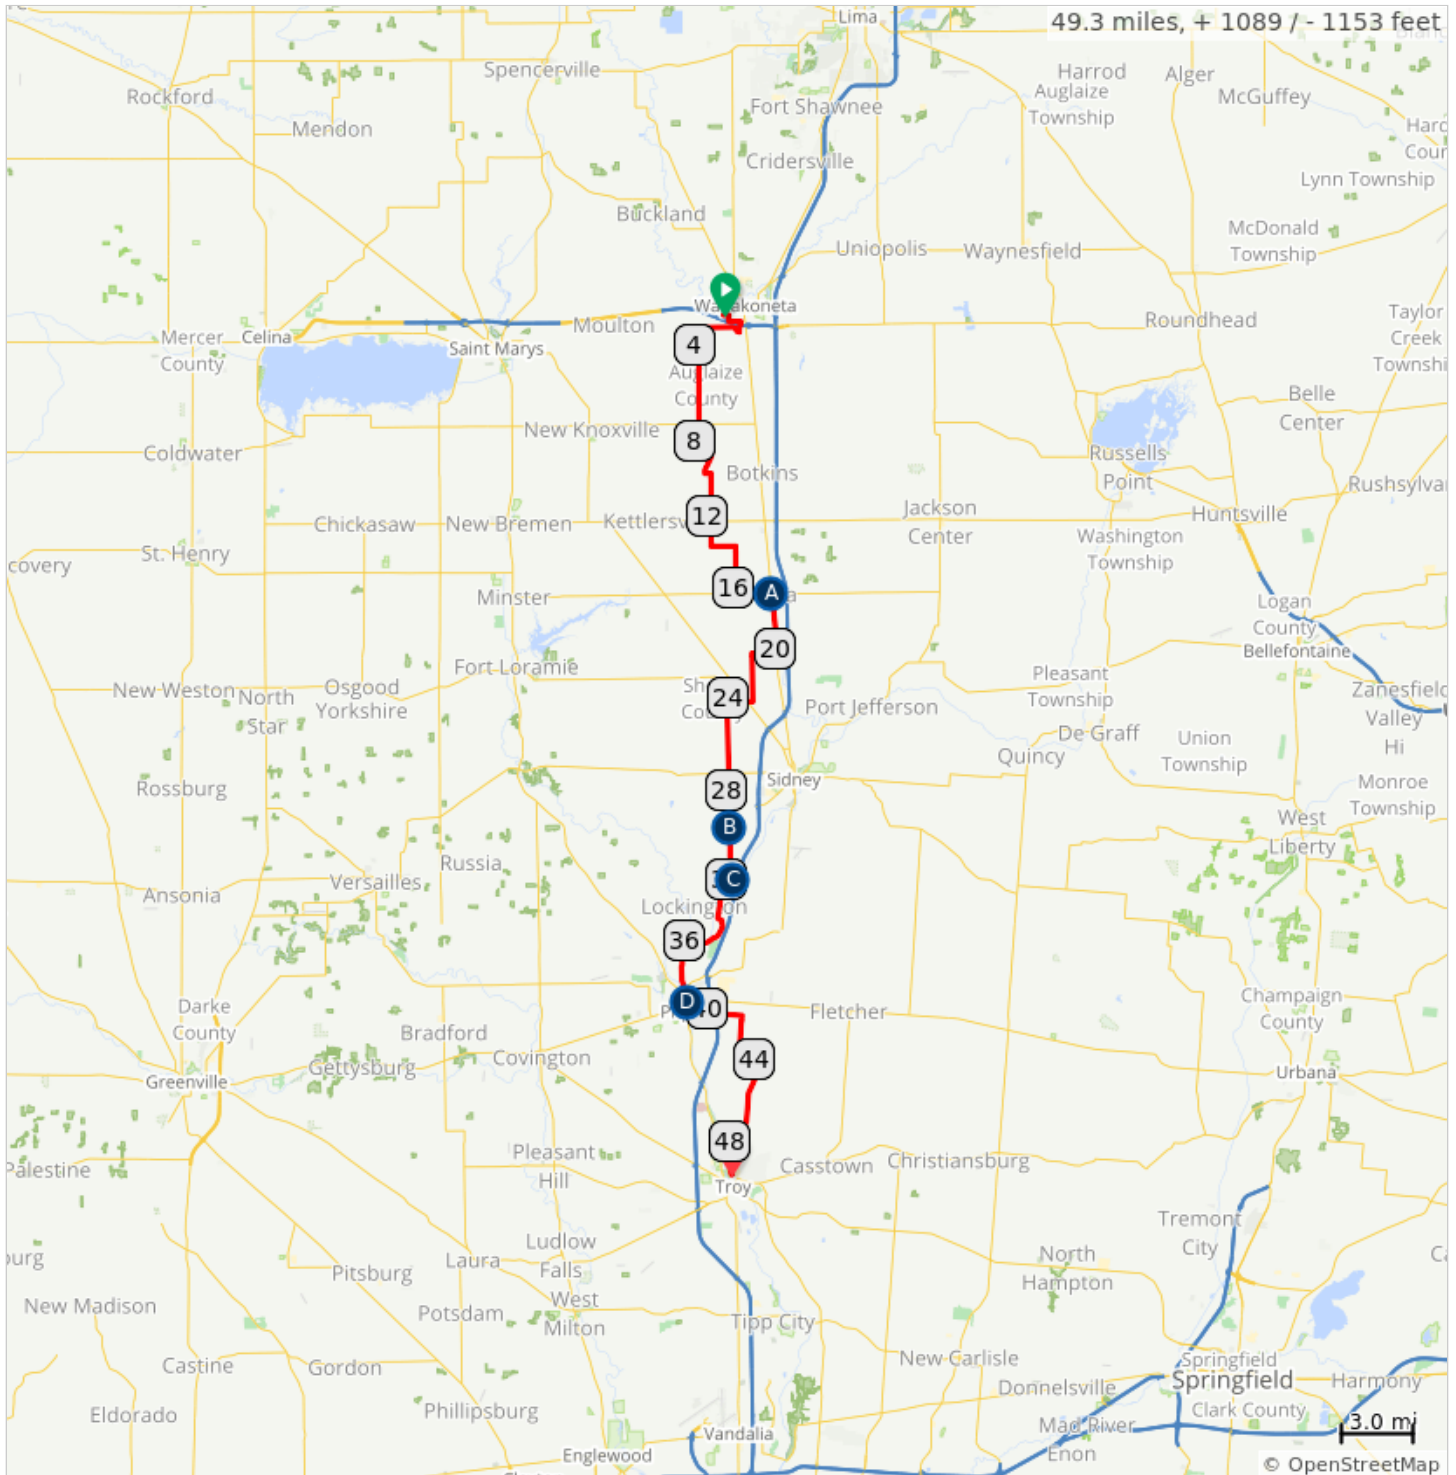 Lima
49.3 miles, + 1089 / - 1153 feet
Spencerville
Rockford
Harrod
Alger
Auglaize
Township
McGuffey
Fort Shawnee
Mendon
Cridersville
Lynn Township
Buckland
McDonald
Township
Uniopolis
Waynesfield
Moulton
Mercer
County
Celina
Saint Marys
Roundhead
Taylor
Creek
4
Auglaize
County
Belle
Center
New Knoxville
8
Coldwater
Botkins
Russells
Point
12
Chickasaw
New Bremen
Jackson
Center
Huntsville
Washington
Township
St. Henry
16
A
Minster
Logan
County
Bellefontaine
20
Fort Loramie
New Weston
North
Star
Osgood
Yorkshire
24
Port Jefferson
Pleasant
Township
Valley
Hi
De Graff
Quincy
Union
Township
Sidney
Rossburg
28
Monroe
Township
B
West
Liberty
Russia
Versailles
Ansonia
C
Lockington
36
D
40
Darke
County
Bradford
Fletcher
Champaign
County
Covington
44
Gettysburg
Greenville
Urbana
48
Pleasant
Hill
Palestine
Casstown
Christiansburg
Troy
Tremont
City
Ludlow
Falls
Laura
Pitsburg
North
Hampton
New Madison
Potsdam
West
Milton
Tipp City
Castine
Gordon
New Carlisle
Springfield
Springfield
Harmony
Donnelsville
Eldorado
Phillipsburg
Clark County
Mad River
Enon
Vandalia
Englewood
3.0 mi
© OpenStreetMap